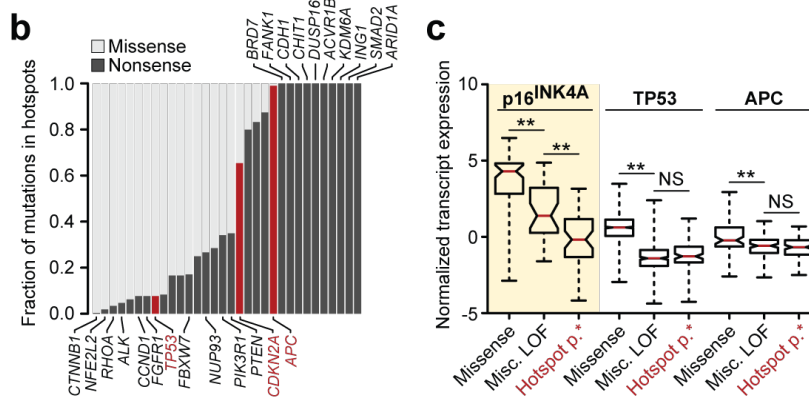 b
Missense
Nonsense
BRD7
FANK1
CDH1
CHIT1
DUSP16
ACVR1B
KDM6A
ING1
SMAD2
ARID1A
Fraction of mutations in hotspots
1.0
0.8
0.6
0.4
0.2
0.0
CTNNB1
NFE2L2
RHOA
ALK
CCND1
FGFR1
TP53
FBXW7
NUP93
PIK3R1
PTEN
CDKN2A
APC
c
Normalized transcript expression
10
5
0
-5
p16INK4A
TP53
APC
**
**
**
NS
**
NS
Missense
Misc. LOF
Hotspot p.*
Missense
Misc. LOF
Hotspot p.*
Missense
Misc. LOF
Hotspot p.*